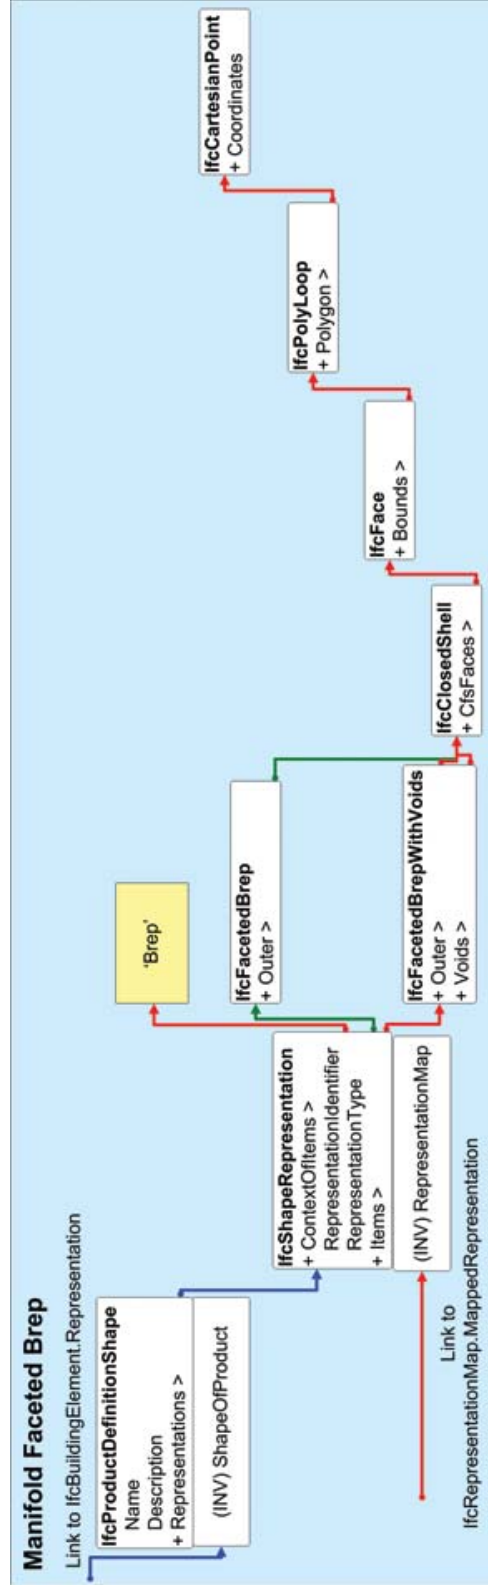 Manifold Faceted Brep
Link to IfcBuildingElement.Representation
IfcProductDefinitionShape
Name
Description
+ Representations >
(INV) ShapeOfProduct
IfcShapeRepresentation
+ ContextOfItems >
RepresentationIdentifier
RepresentationType
+ Items >
(INV) RepresentationMap
Link to
IfcRepresentationMap.MappedRepresentation
'Brep'
IfcFacetedBrep
+ Outer >
IfcFacetedBrepWithVoids
+ Outer >
+ Voids >
IfcClosedShell
+ CfsFaces >
IfcFace
+ Bounds >
IfcPolyLoop
+ Polygon >
IfcCartesianPoint
+ Coordinates